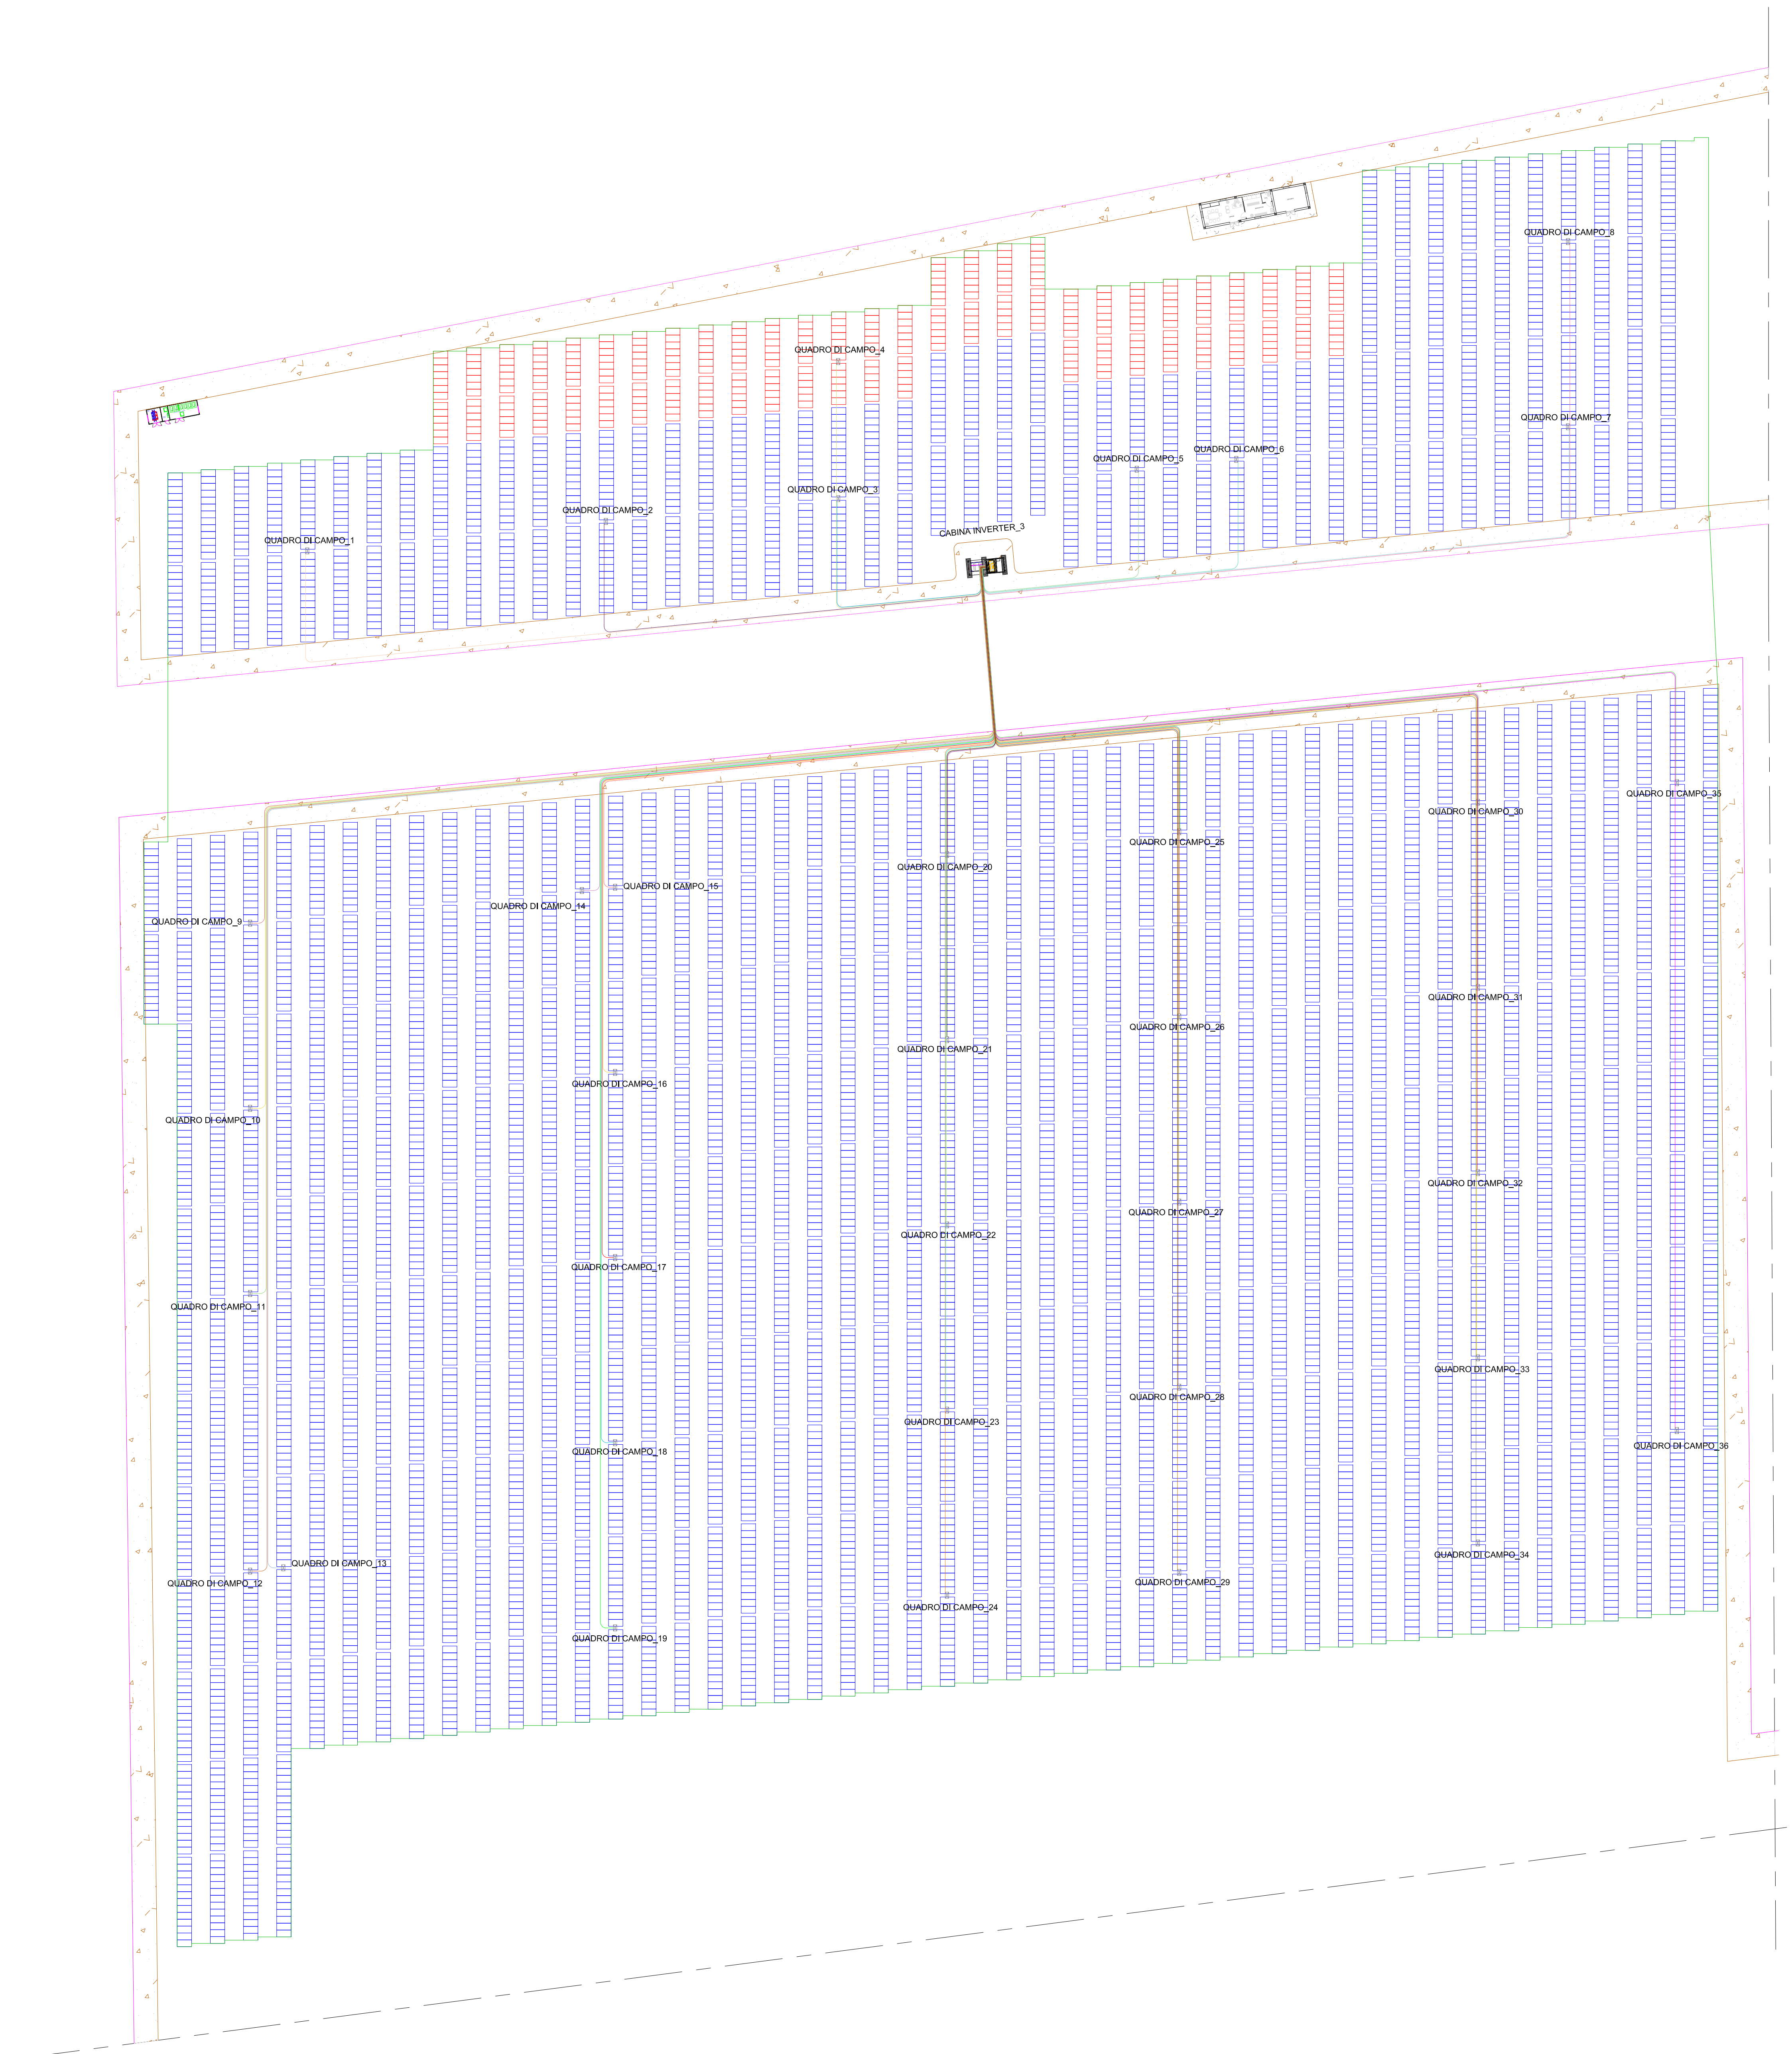 QUADRO DI CAMPO_8
QUADRO DI CAMPO_4
QUADRO DI CAMPO_7
QUADRO DI CAMPO_6
QUADRO DI CAMPO_5
QUADRO DI CAMPO_3
QUADRO DI CAMPO_2
CABINA INVERTER_3
QUADRO DI CAMPO_1
QUADRO DI CAMPO_35
QUADRO DI CAMPO_30
QUADRO DI CAMPO_25
QUADRO DI CAMPO_20
QUADRO DI CAMPO_15
QUADRO DI CAMPO_14
QUADRO DI CAMPO_9
QUADRO DI CAMPO_31
QUADRO DI CAMPO_26
QUADRO DI CAMPO_21
QUADRO DI CAMPO_16
QUADRO DI CAMPO_10
QUADRO DI CAMPO_32
QUADRO DI CAMPO_27
QUADRO DI CAMPO_22
QUADRO DI CAMPO_17
QUADRO DI CAMPO_11
QUADRO DI CAMPO_33
QUADRO DI CAMPO_28
QUADRO DI CAMPO_23
QUADRO DI CAMPO_36
QUADRO DI CAMPO_18
QUADRO DI CAMPO_34
QUADRO DI CAMPO_13
QUADRO DI CAMPO_29
QUADRO DI CAMPO_12
QUADRO DI CAMPO_24
QUADRO DI CAMPO_19